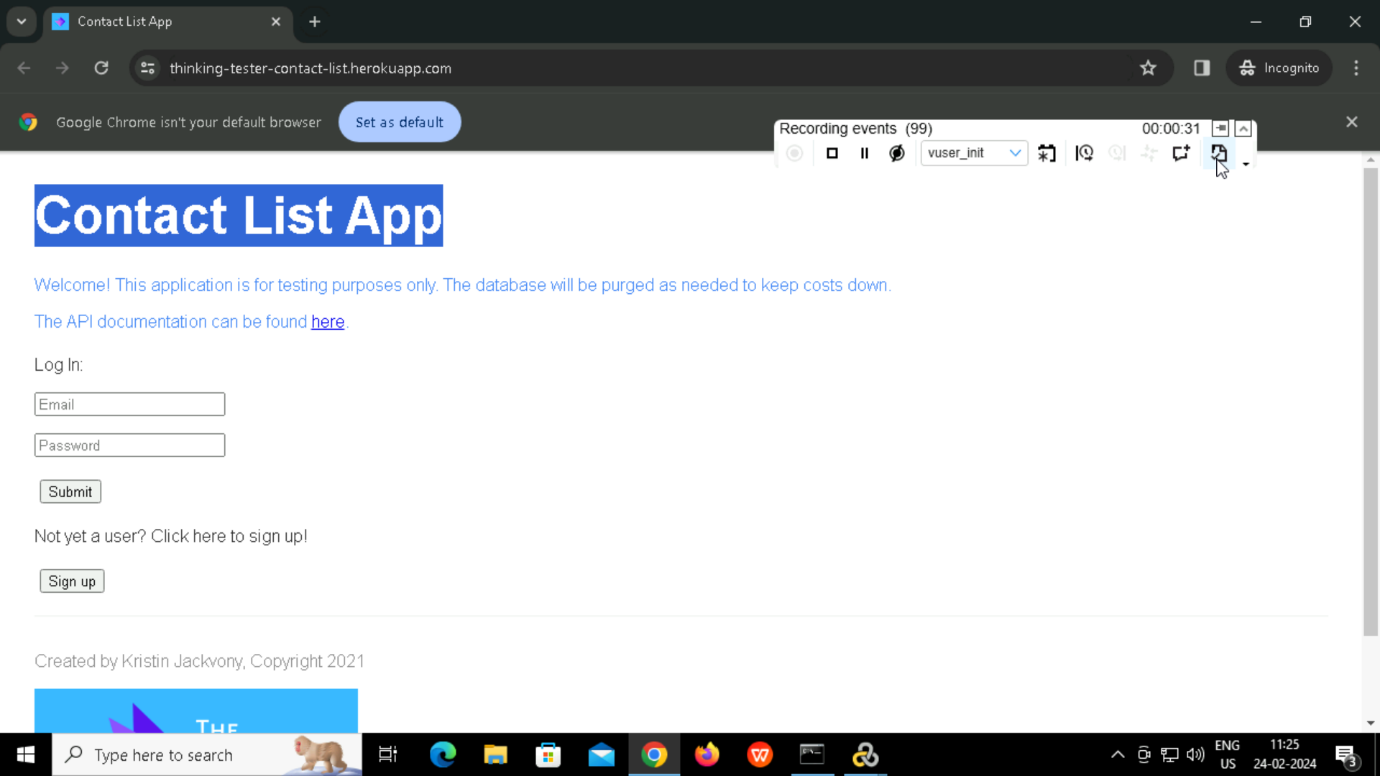 Contact List App
thinking-tester-contact-list.herokuapp.com
Incognito
Google Chrome isn't your default browser
Set as default
Recording events (99)
00:00:31
vuser_init
Contact List App
Welcome! This application is for testing purposes only. The database will be purged as needed to keep costs down.
The API documentation can be found here.
Log In:
Email
Password
Submit
Not yet a user? Click here to sign up!
Sign up
Created by Kristin Jackvony, Copyright 2021
THE
Type here to search
ENG
US
11:25
24-02-2024
3